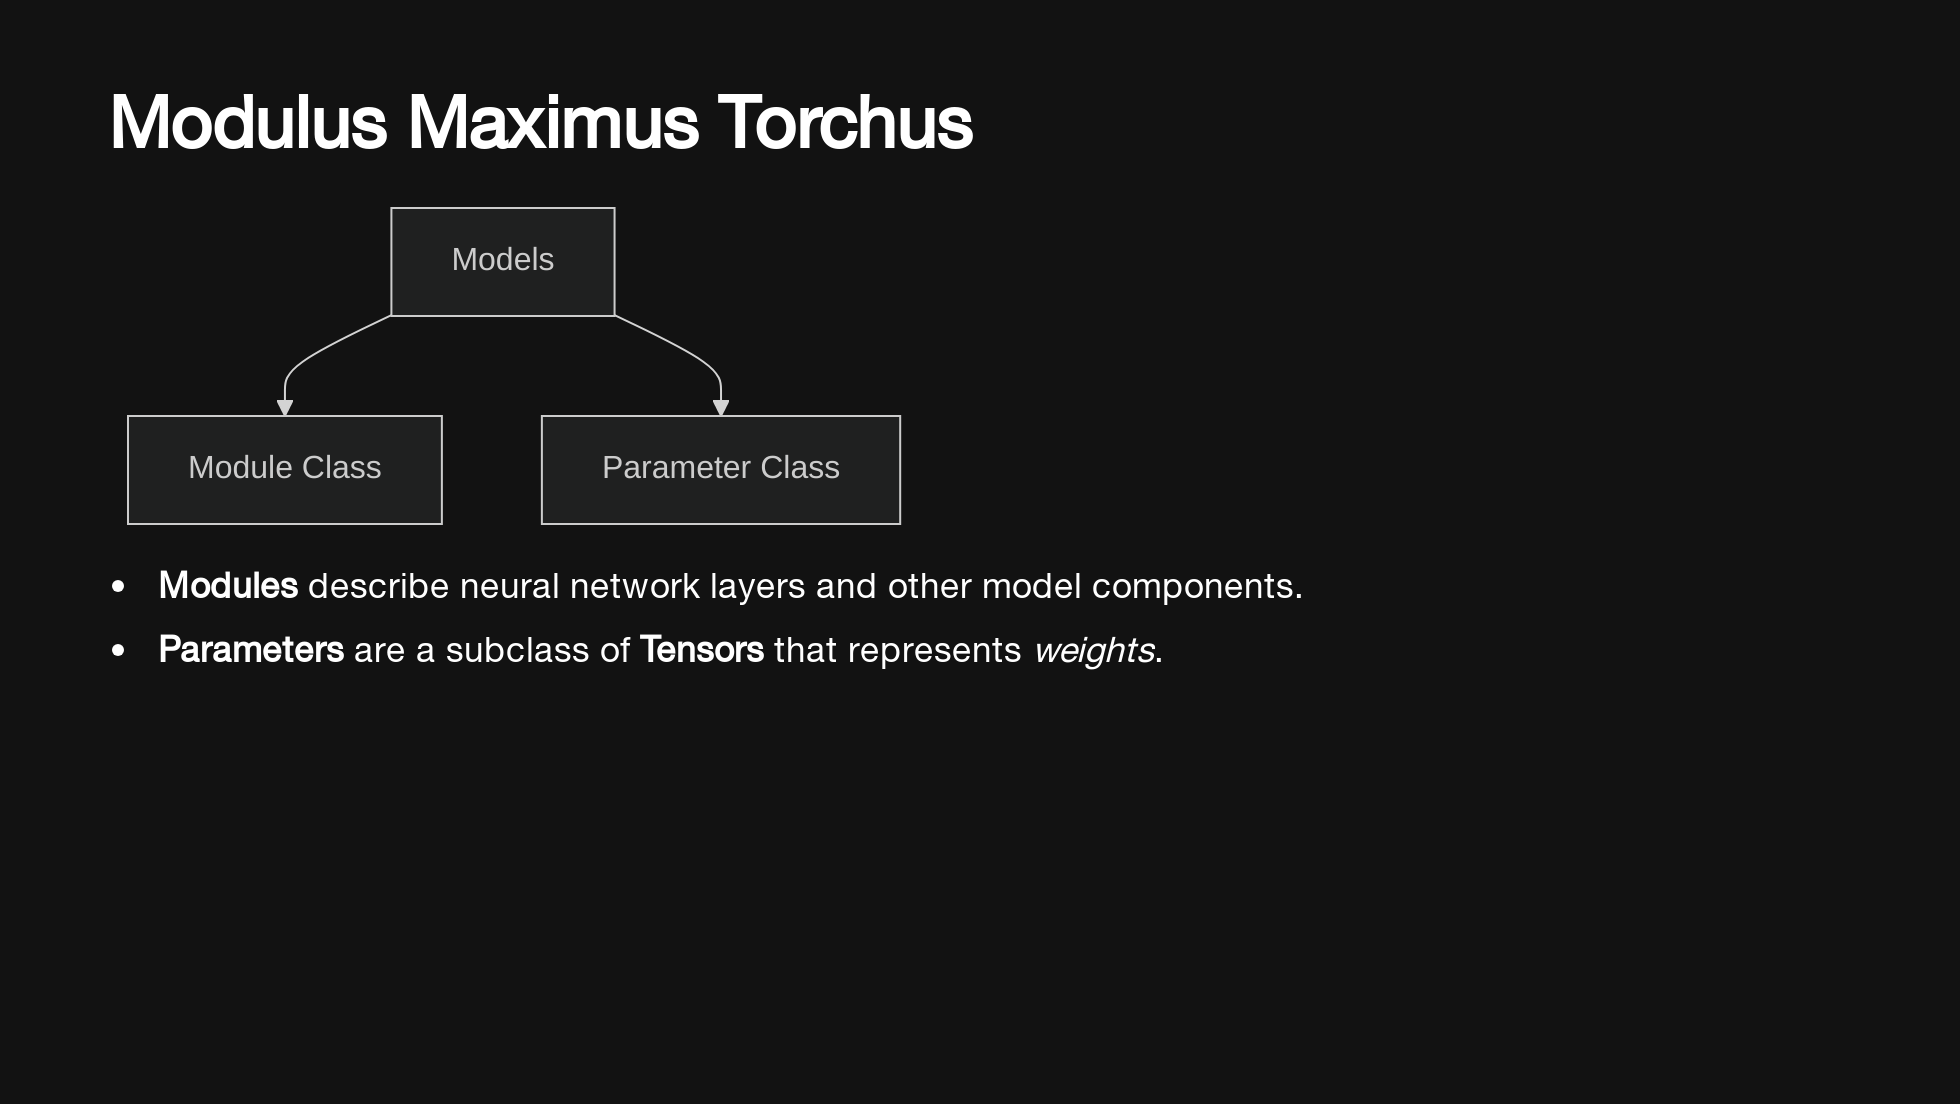 Modulus Maximus Torchus
Models
Module Class
Parameter Class
• Modules describe neural network layers and other model components.
• Parameters are a subclass of Tensors that represents weights.